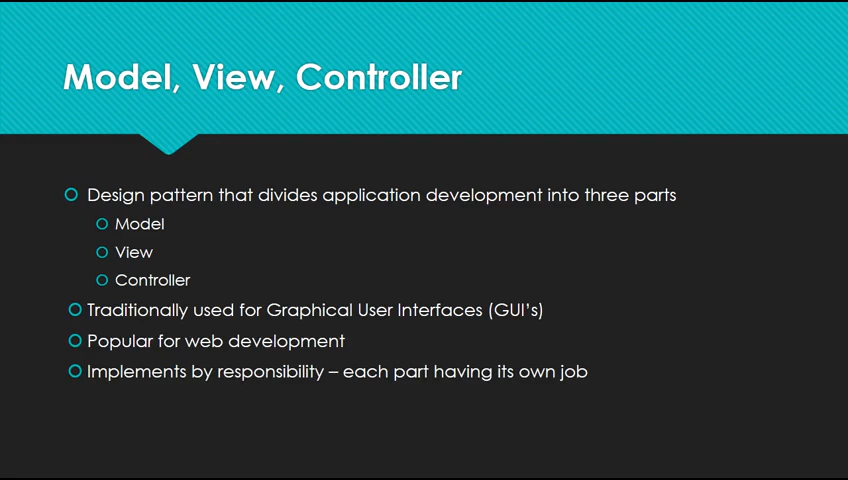 Model, View, Controller
Design pattern that divides application development into three parts
Model
View
Controller
Traditionally used for Graphical User Interfaces (GUI's)
Popular for web development
Implements by responsibility – each part having its own job